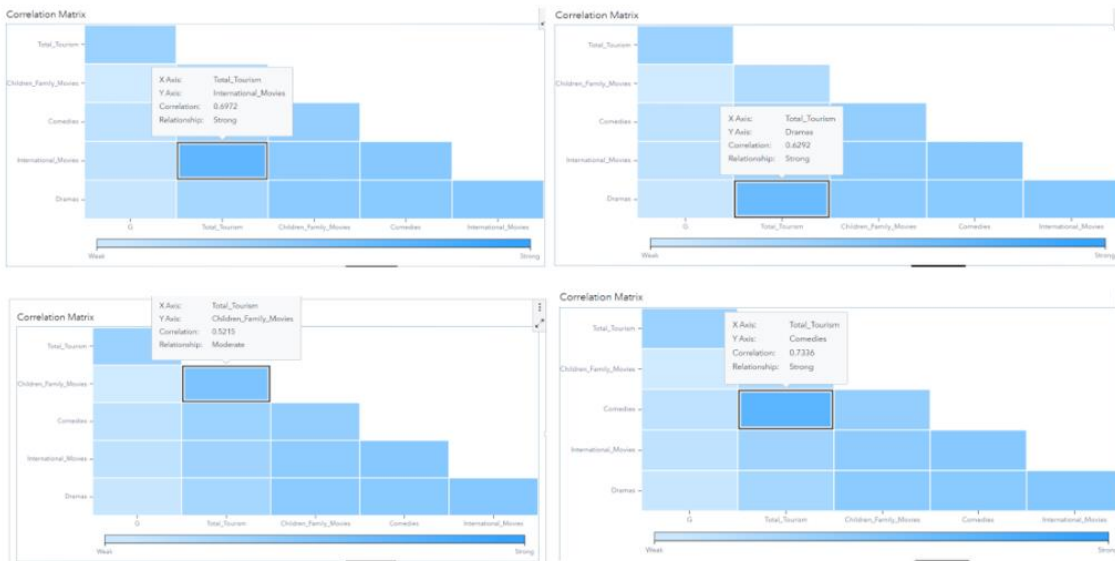 Correlation Matrix
Total_Tourism
Children_Family_Movies
Comedies
International_Movies
Dramas
X Axis: Total_Tourism
Y Axis: International_Movies
Correlation: 0.6972
Relationship: Strong
G Total_Tourism Children_Family_Movies Comedies International_Movies
Weak Strong
Correlation Matrix
Total_Tourism
Children_Family_Movies
Comedies
International_Movies
Dramas
X Axis: Total_Tourism
Y Axis: Dramas
Correlation: 0.6292
Relationship: Strong
G Total_Tourism Children_Family_Movies Comedies International_Movies
Weak Strong
Correlation Matrix
Total_Tourism
Children_Family_Movies
Comedies
International_Movies
Dramas
X Axis: Total_Tourism
Y Axis: Children_Family_Movies
Correlation: 0.5215
Relationship: Moderate
G Total_Tourism Children_Family_Movies Comedies International_Movies
Weak Strong
Correlation Matrix
Total_Tourism
Children_Family_Movies
Comedies
International_Movies
Dramas
X Axis: Total_Tourism
Y Axis: Comedies
Correlation: 0.7336
Relationship: Strong
G Total_Tourism Children_Family_Movies Comedies International_Movies
Weak Strong